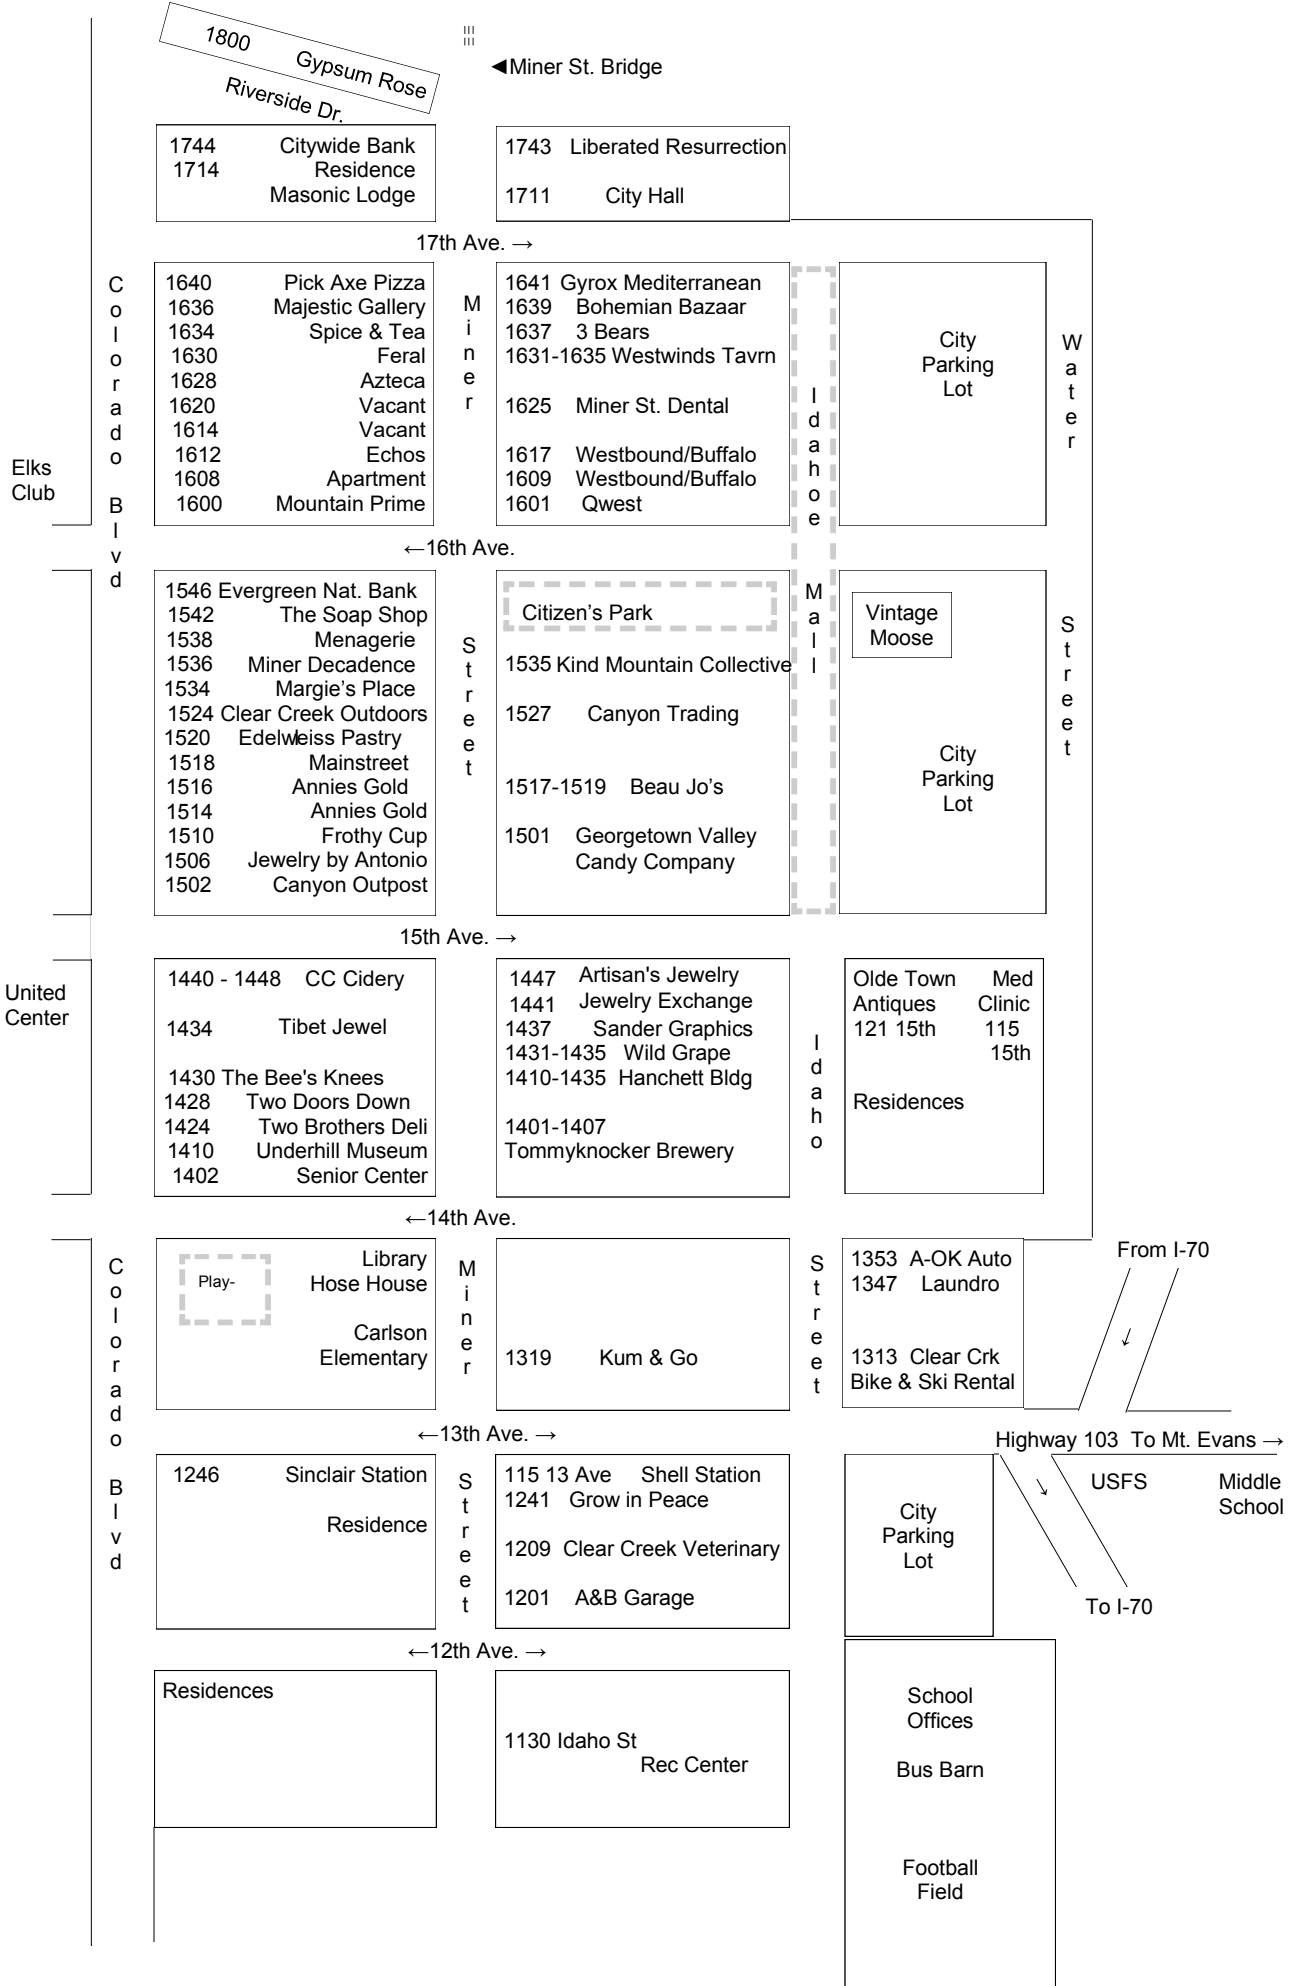 1800 Gypsum Rose
◄Miner St. Bridge
Riverside Dr.
1744 Citywide Bank
1714 Residence
Masonic Lodge
1743 Liberated Resurrection
1711 City Hall
17th Ave. →
Colorado Blvd
Elks
Club
1640 Pick Axe Pizza
1636 Majestic Gallery
1634 Spice & Tea
1630 Feral
1628 Azteca
1620 Vacant
1614 Vacant
1612 Echos
1608 Apartment
1600 Mountain Prime
Miner
1641 Gyrox Mediterranean
1639 Bohemian Bazaar
1637 3 Bears
1631-1635 Westwinds Tavrn
1625 Miner St. Dental
1617 Westbound/Buffalo
1609 Westbound/Buffalo
1601 Qwest
Idahoe
City
Parking
Lot
Water
←16th Ave.
1546 Evergreen Nat. Bank
1542 The Soap Shop
1538 Menagerie
1536 Miner Decadence
1534 Margie's Place
1524 Clear Creek Outdoors
1520 Edelweiss Pastry
1518 Mainstreet
1516 Annies Gold
1514 Annies Gold
1510 Frothy Cup
1506 Jewelry by Antonio
1502 Canyon Outpost
Street
Citizen's Park
1535 Kind Mountain Collective
1527 Canyon Trading
1517-1519 Beau Jo's
1501 Georgetown Valley
Candy Company
Mall
Vintage
Moose
City
Parking
Lot
Street
15th Ave. →
United
Center
1440 - 1448 CC Cidery
1434 Tibet Jewel
1430 The Bee's Knees
1428 Two Doors Down
1424 Two Brothers Deli
1410 Underhill Museum
1402 Senior Center
1447 Artisan's Jewelry
1441 Jewelry Exchange
1437 Sander Graphics
1431-1435 Wild Grape
1410-1435 Hanchett Bldg
1401-1407
Tommyknocker Brewery
Idaho
Olde Town Med
Antiques Clinic
121 15th 115
15th
Residences
←14th Ave.
Colorado Blvd
Play-
Library
Hose House
Carlson
Elementary
Miner
1319 Kum & Go
Street
1353 A-OK Auto
1347 Laundro
1313 Clear Crk
Bike & Ski Rental
From I-70
↓
←13th Ave. →
Highway 103 To Mt. Evans →
1246 Sinclair Station
Residence
Street
115 13 Ave Shell Station
1241 Grow in Peace
1209 Clear Creek Veterinary
1201 A&B Garage
City
Parking
Lot
↓
USFS
Middle
School
To I-70
←12th Ave. →
Residences
1130 Idaho St
Rec Center
School
Offices
Bus Barn
Football
Field